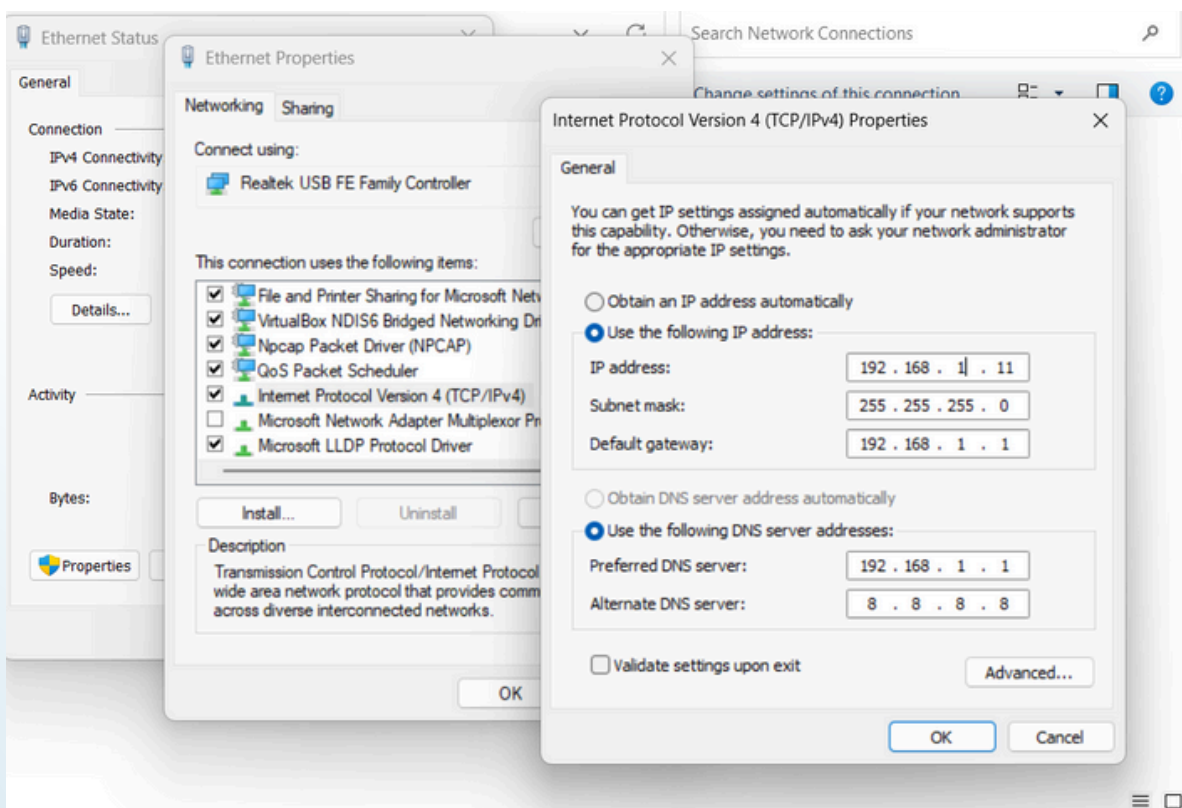 Ethernet Status
General
Connection
IPv4 Connectivity
IPv6 Connectivity
Media State:
Duration:
Speed:
Details...
Activity
Bytes:
Properties
Ethernet Properties
Networking
Sharing
Connect using:
Realtek USB FE Family Controller
This connection uses the following items:
File and Printer Sharing for Microsoft Netw
VirtualBox NDIS6 Bridged Networking Dri
Npcap Packet Driver (NPCAP)
QoS Packet Scheduler
Internet Protocol Version 4 (TCP/IPv4)
Microsoft Network Adapter Multiplexor Pro
Microsoft LLDP Protocol Driver
Install...
Uninstall
Description
Transmission Control Protocol/Internet Protocol
wide area network protocol that provides comm
across diverse interconnected networks.
OK
Search Network Connections
Change settings of this connection
Internet Protocol Version 4 (TCP/IPv4) Properties
General
You can get IP settings assigned automatically if your network supports
this capability. Otherwise, you need to ask your network administrator
for the appropriate IP settings.
Obtain an IP address automatically
Use the following IP address:
IP address: 192 . 168 . 1 . 11
Subnet mask: 255 . 255 . 255 . 0
Default gateway: 192 . 168 . 1 . 1
Obtain DNS server address automatically
Use the following DNS server addresses:
Preferred DNS server: 192 . 168 . 1 . 1
Alternate DNS server: 8 . 8 . 8 . 8
Validate settings upon exit
Advanced...
OK
Cancel